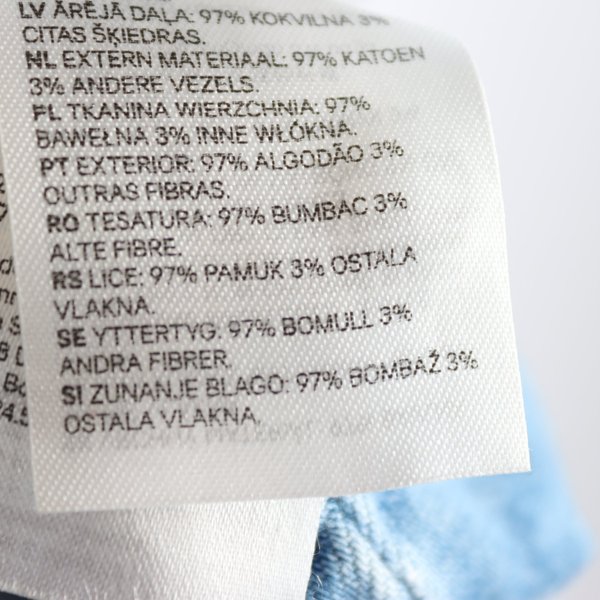 LV ĀRĒJĀ DAĻA: 97% KOKVILNA 3%
CITAS ŠĶIEDRAS.
NL EXTERN MATERIAAL: 97% KATOEN
3% ANDERE VEZELS.
PL TKANINA WIERZCHNIA: 97%
BAWEŁNA 3% INNE WŁÓKNA.
PT EXTERIOR: 97% ALGODÃO 3%
OUTRAS FIBRAS.
RO TESATURA: 97% BUMBAC 3%
ALTE FIBRE.
RS LICE: 97% PAMUK 3% OSTALA
VLAKNA.
SE YTTERTYG. 97% BOMULL 3%
ANDRA FIBRER.
SI ZUNANJE BLAGO: 97% BOMBAŽ 3%
OSTALA VLAKNA.